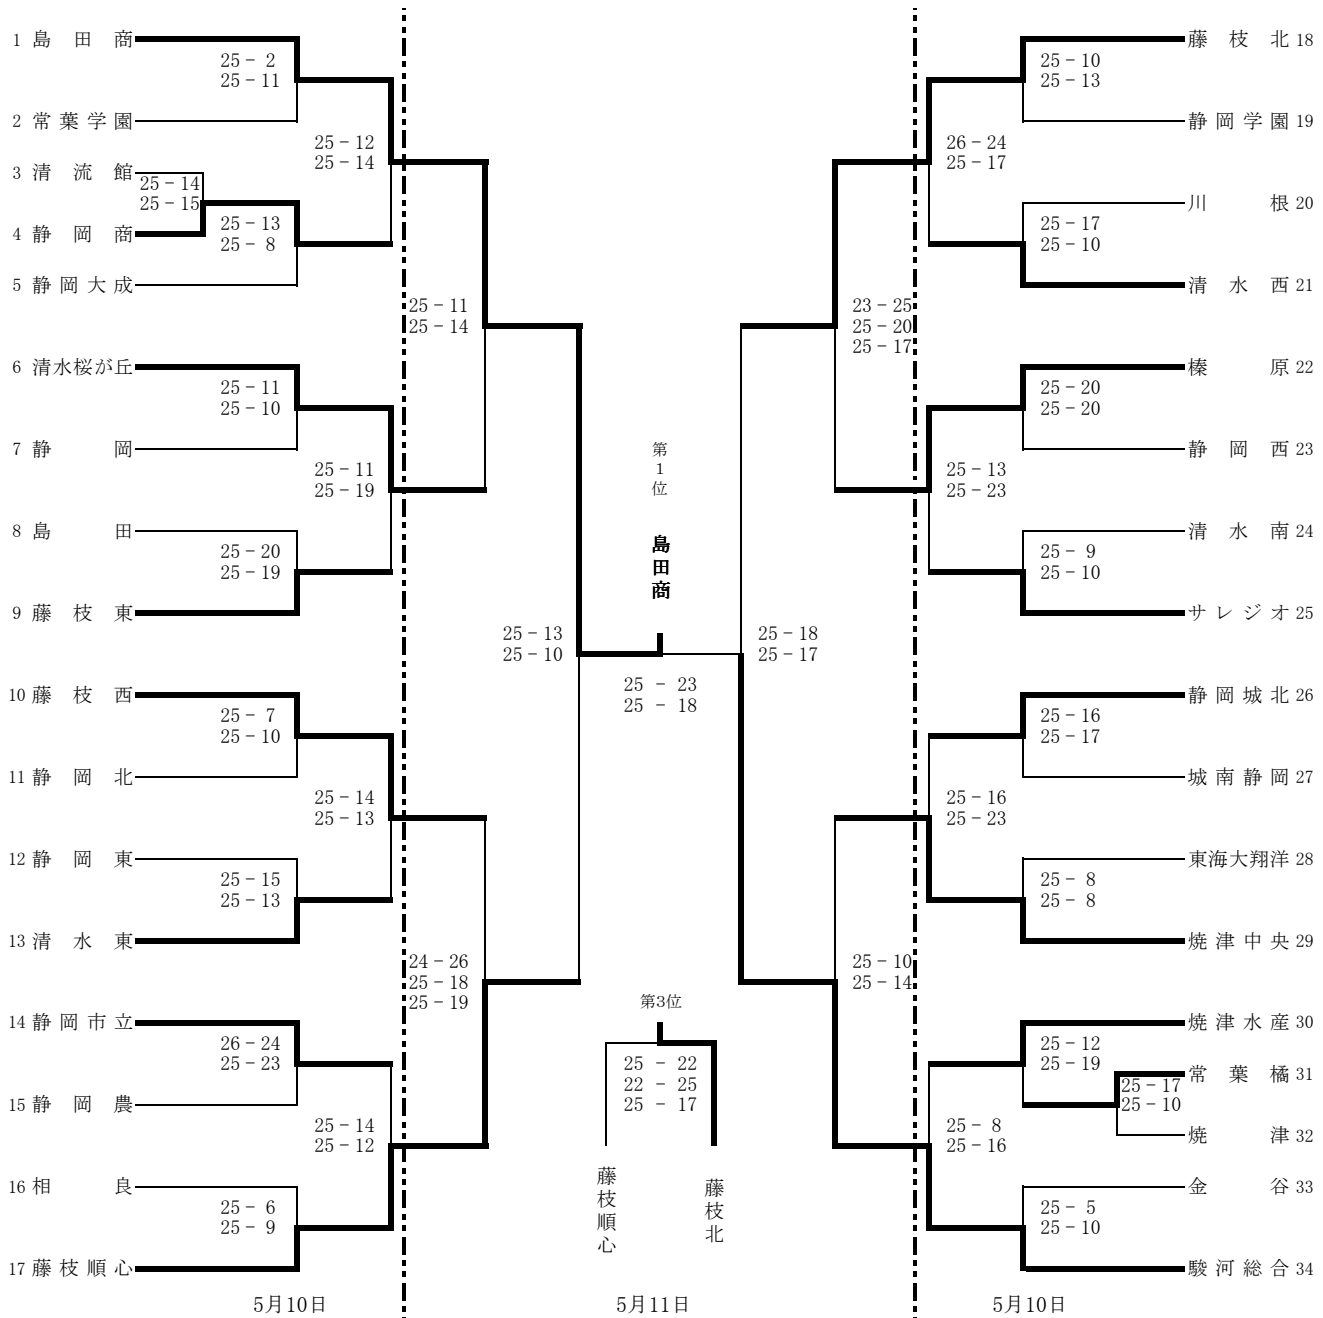 1 島田商
25－2
25－11
2 常葉学園
25－12
25－14
3 清流館
25－14
25－15
4 静岡商
25－13
25－8
5 静岡大成
25－11
25－14
6 清水桜が丘
25－11
25－10
7 静岡
25－11
25－19
8 島田
25－20
25－19
9 藤枝東
25－13
25－10
10 藤枝西
25－7
25－10
11 静岡北
25－14
25－13
12 静岡東
25－15
25－13
13 清水東
24－26
25－18
25－19
14 静岡市立
26－24
25－23
15 静岡農
25－14
25－12
16 相良
25－6
25－9
17 藤枝順心
5月10日
第1位
島田商
25 － 23
25 － 18
第3位
25 － 22
22 － 25
25 － 17
藤枝順心
藤枝北
5月11日
藤枝北 18
25－10
25－13
静岡学園 19
26－24
25－17
川根 20
25－17
25－10
清水西 21
23－25
25－20
25－17
榛原 22
25－20
25－20
静岡西 23
25－13
25－23
清水南 24
25－9
25－10
サレジオ 25
25－18
25－17
静岡城北 26
25－16
25－17
城南静岡 27
25－16
25－23
東海大翔洋 28
25－8
25－8
焼津中央 29
25－10
25－14
焼津水産 30
25－12
25－19
常葉橘 31
25－17
25－10
焼津 32
25－8
25－16
金谷 33
25－5
25－10
駿河総合 34
5月10日